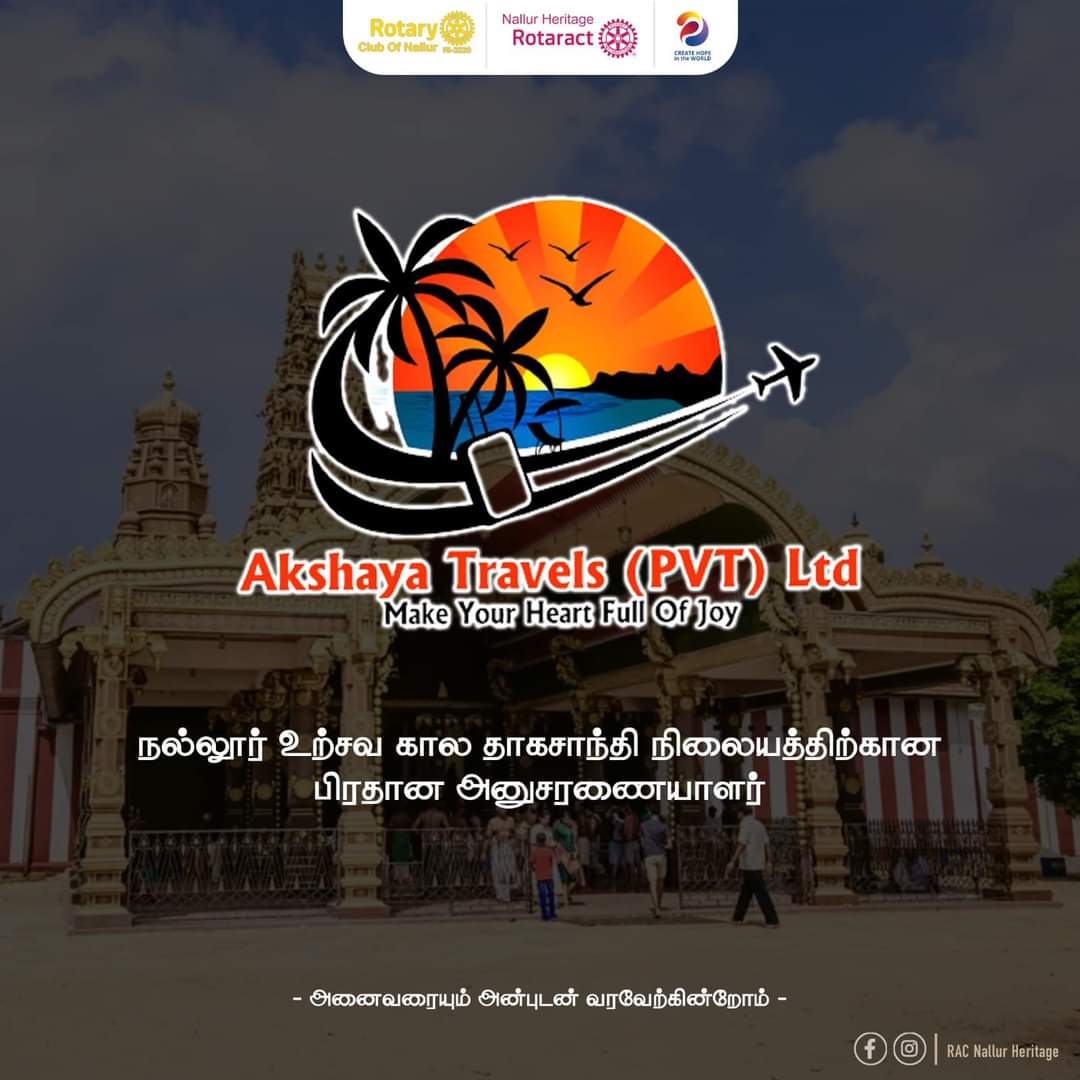 Rotary
Club Of Nallur RI-3220
Nallur Heritage
Rotaract
CREATE HOPE
in the WORLD
Akshaya Travels (PVT) Ltd
Make Your Heart Full Of Joy
நல்லூர் உற்சவ கால தாகசாந்தி நிலையத்திற்கான
பிரதான அனுசரணையாளர்
- அனைவரையும் அன்புடன் வரவேற்கின்றோம் -
RAC Nallur Heritage